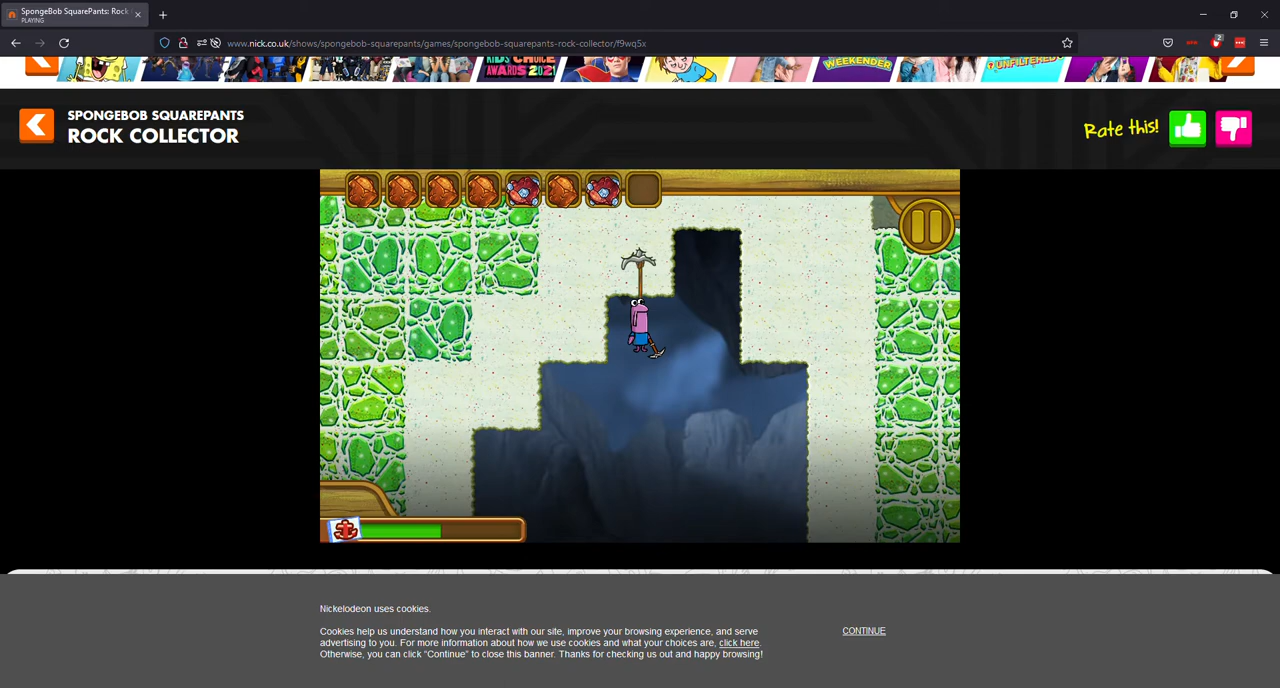 SpongeBob SquarePants: Rock
PLAYING
www.nick.co.uk/shows/spongebob-squarepants/games/spongebob-squarepants-rock-collector/f9wq5x
2
KIDS CHOICE
AWARDS 2021
WEEKENDER
UNFILTERED
SPONGEBOB SQUAREPANTS
ROCK COLLECTOR
Rate this!
Nickelodeon uses cookies.
Cookies help us understand how you interact with our site, improve your browsing experience, and serve
advertising to you. For more information about how we use cookies and what your choices are, click here.
Otherwise, you can click "Continue" to close this banner. Thanks for checking us out and happy browsing!
CONTINUE